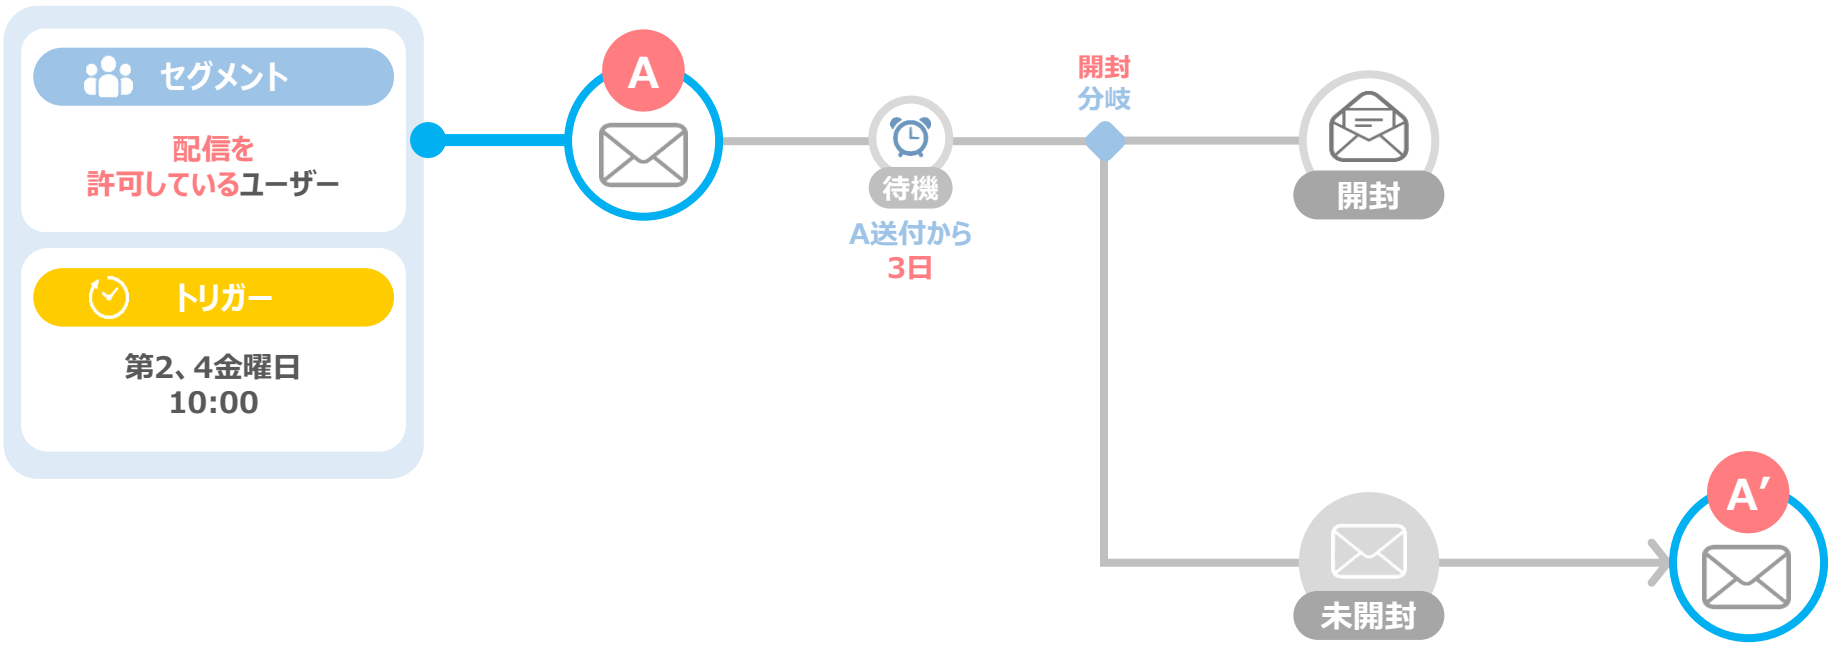 セグメント
配信を
許可しているユーザー
トリガー
第2、4金曜日
10:00
A
待機
A送付から
3日
開封
分岐
開封
未開封
A′